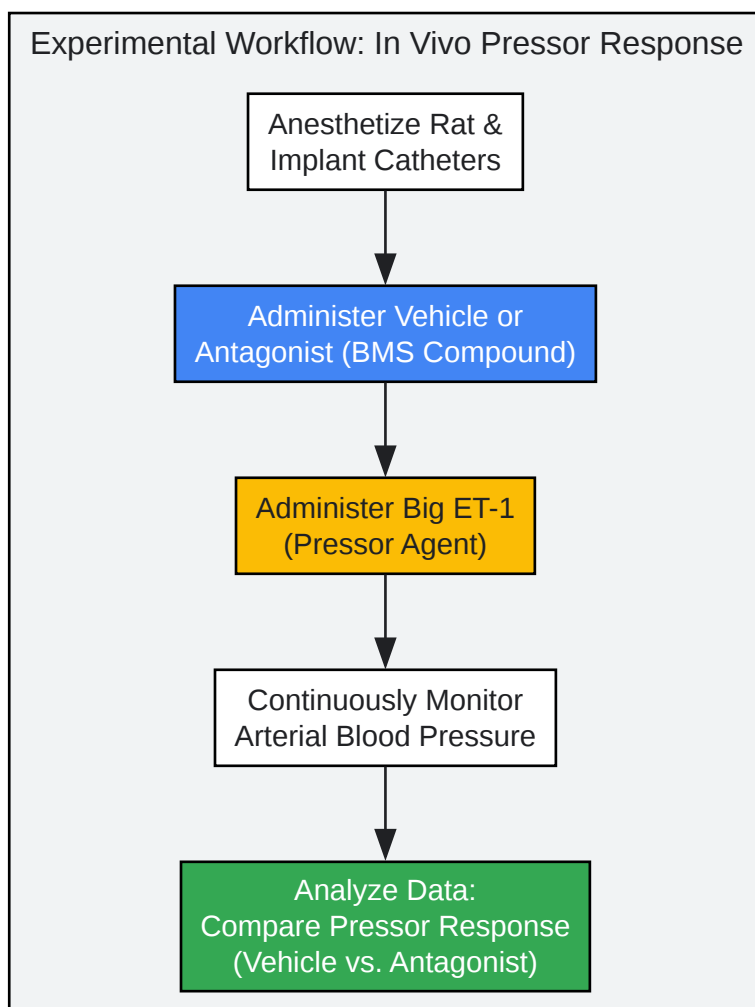 Experimental Workflow: In Vivo Pressor Response
Anesthetize Rat &
Implant Catheters
Administer Vehicle or
Antagonist (BMS Compound)
Administer Big ET-1
(Pressor Agent)
Continuously Monitor
Arterial Blood Pressure
Analyze Data:
Compare Pressor Response
(Vehicle vs. Antagonist)